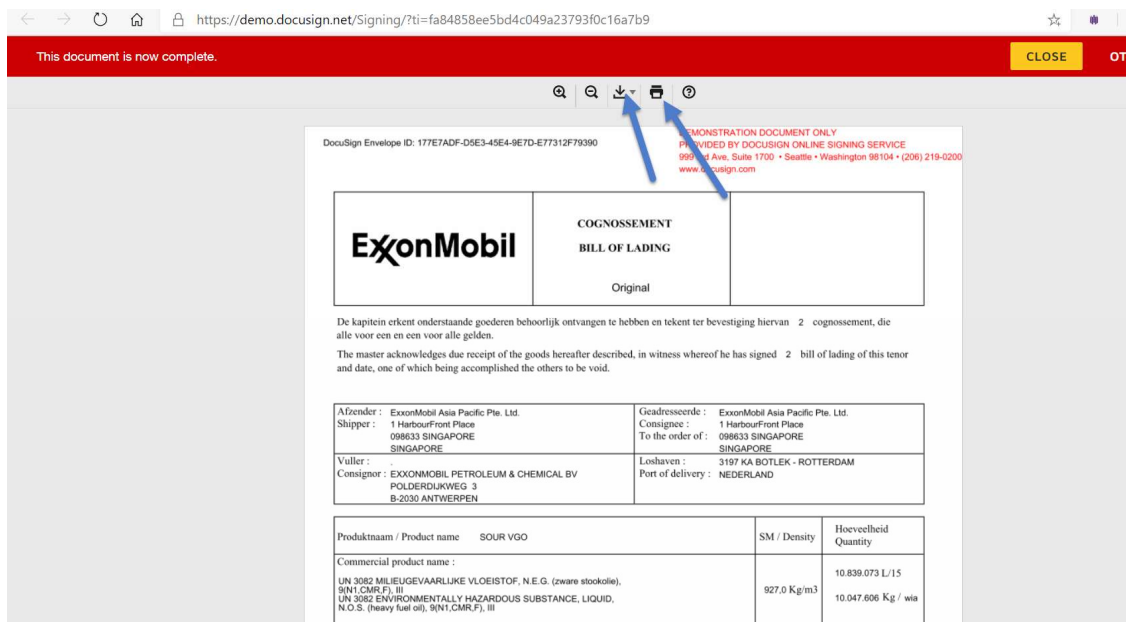 https://demo.docusign.net/Signing/?ti=fa84858ee5bd4c049a23793f0c16a7b9
This document is now complete.
CLOSE
OT
DocuSign Envelope ID: 177E7ADF-D5E3-45E4-9E7D-E77312F79390
DEMONSTRATION DOCUMENT ONLY
PROVIDED BY DOCUSIGN ONLINE SIGNING SERVICE
999 Ave, Suite 1700 • Seattle • Washington 98104 • (206) 219-0200
www.docusign.com
ExxonMobil
COGNOSSEMENT
BILL OF LADING
Original
De kapitein erkent onderstaande goederen behoorlijk ontvangen te hebben en tekent ter bevestiging hiervan 2 cognossement, die
alle voor een en een voor alle gelden.
The master acknowledges due receipt of the goods hereafter described, in witness whereof he has signed 2 bill of lading of this tenor
and date, one of which being accomplished the others to be void.
Afzender : ExxonMobil Asia Pacific Pte. Ltd.
Shipper : 1 HarbourFront Place
098633 SINGAPORE
SINGAPORE
Geadresseerde : ExxonMobil Asia Pacific Pte. Ltd.
Consignee : 1 HarbourFront Place
To the order of : 098633 SINGAPORE
SINGAPORE
Vuller : .
Consignor : EXXONMOBIL PETROLEUM & CHEMICAL BV
POLDERDIJKWEG 3
B-2030 ANTWERPEN
Loshaven : 3197 KA BOTLEK - ROTTERDAM
Port of delivery : NEDERLAND
Produktnaam / Product name SOUR VGO
SM / Density
Hoeveelheid
Quantity
Commercial product name :
UN 3082 MILIEUGEVAARLIJKE VLOEISTOF, N.E.G. (zware stookolie),
9(N1,CMR,F), III
UN 3082 ENVIRONMENTALLY HAZARDOUS SUBSTANCE, LIQUID,
N.O.S. (heavy fuel oil), 9(N1,CMR,F), III
927,0 Kg/m3
10.839.073 L/15
10.047.606 Kg / wia